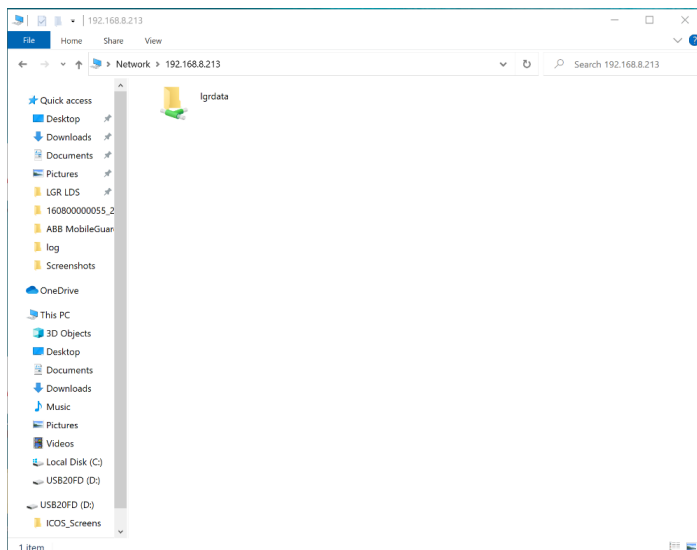 192.168.8.213
File Home Share View
Network > 192.168.8.213
Search 192.168.8.213
Quick access
Desktop
Downloads
Documents
Pictures
LGR LDS
160800000055_2
ABB MobileGuar
log
Screenshots
OneDrive
This PC
3D Objects
Desktop
Documents
Downloads
Music
Pictures
Videos
Local Disk (C:)
USB20FD (D:)
USB20FD (D:)
ICOS_Screens
lgrdata
1 item